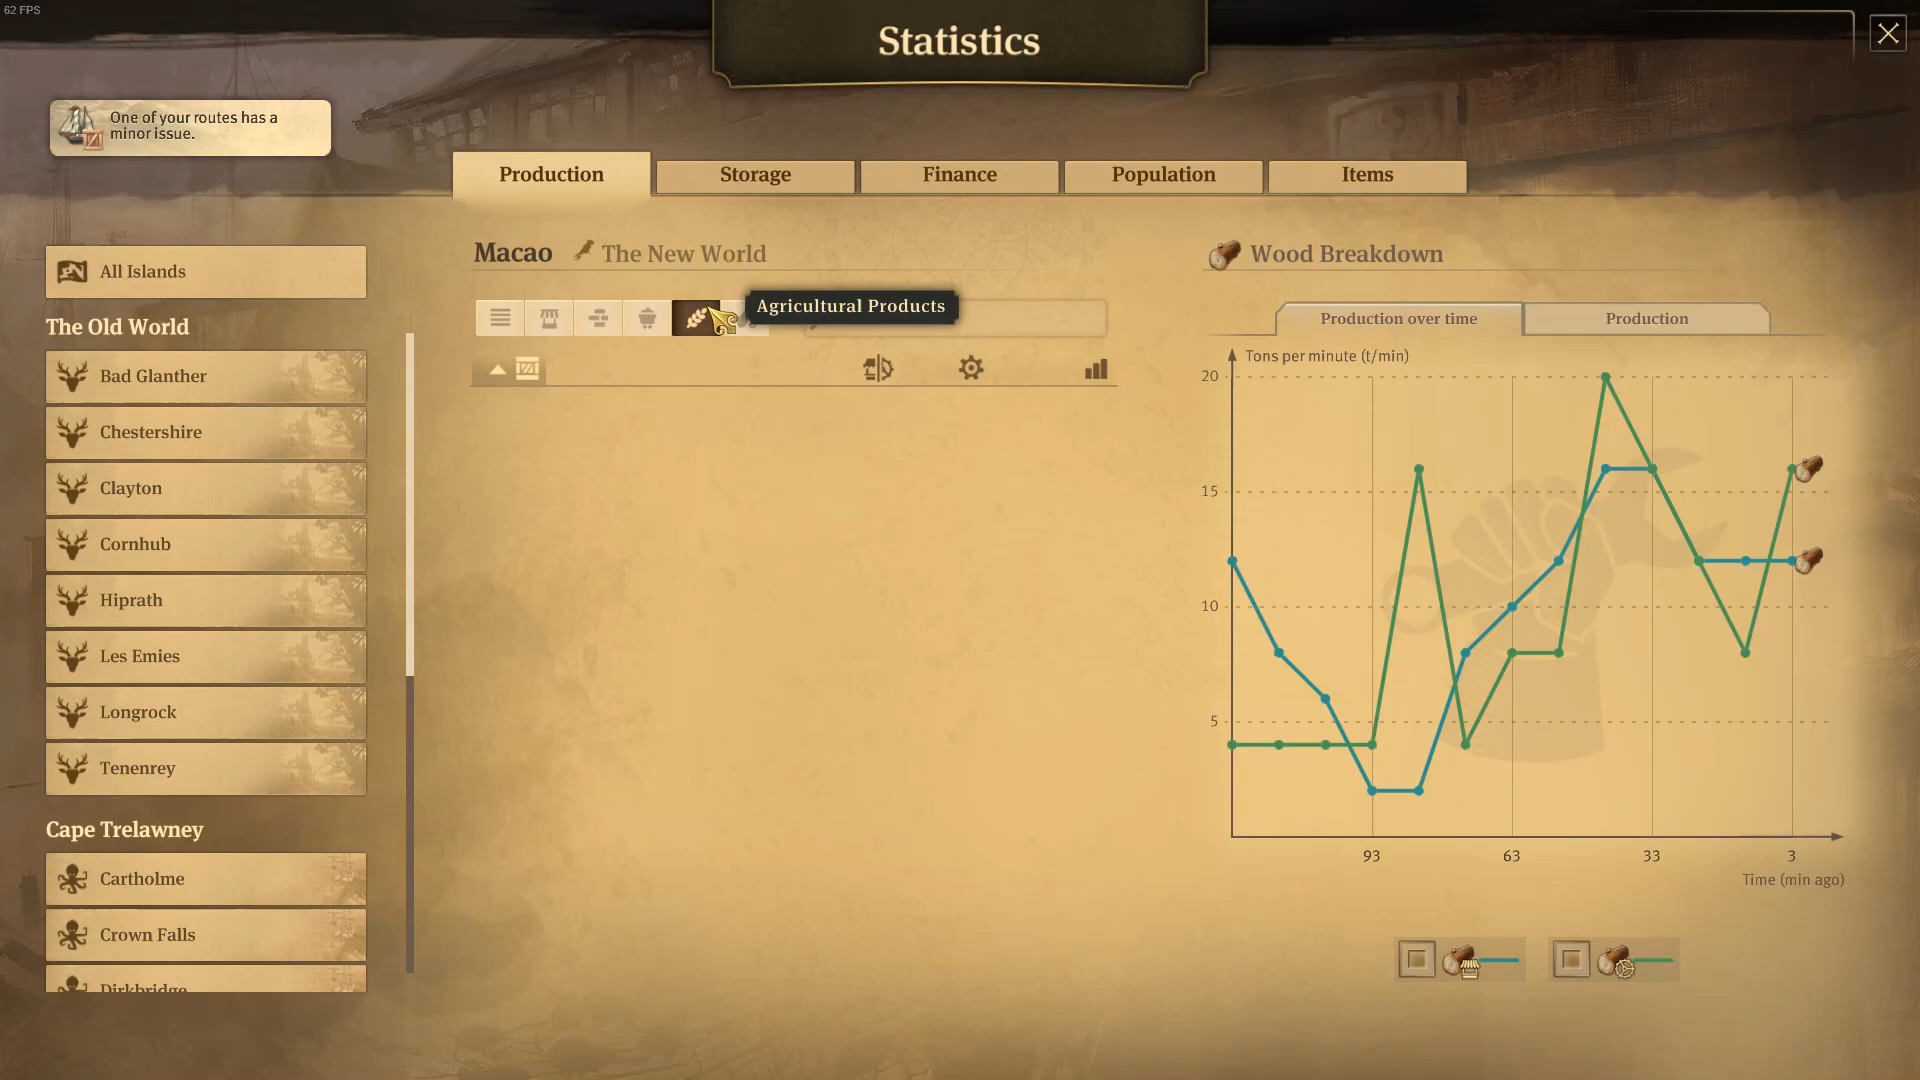 62 FPS
Statistics
One of your routes has a
minor issue.
Production
Storage
Finance
Population
Items
All Islands
The Old World
Bad Glanther
Chestershire
Clayton
Cornhub
Hiprath
Les Emies
Longrock
Tenenrey
Cape Trelawney
Cartholme
Crown Falls
Dirkbridge
Macao
The New World
Agricultural Products
Wood Breakdown
Production over time
Production
Tons per minute (t/min)
20
15
10
5
93
63
33
3
Time (min ago)